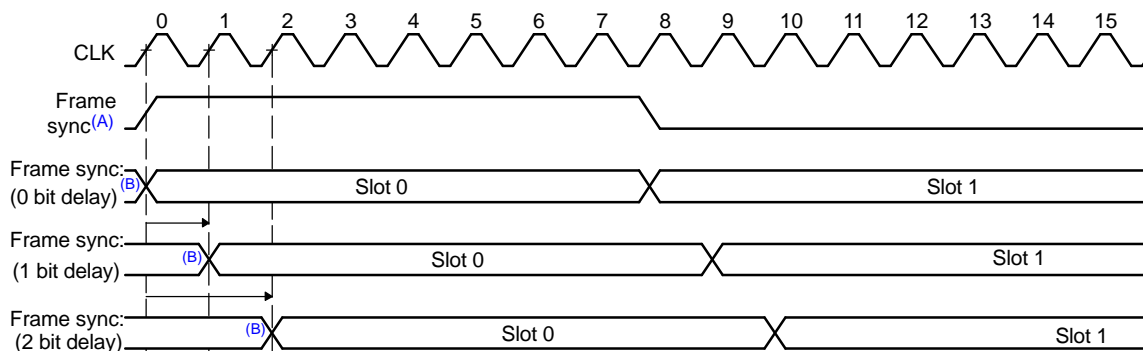 0 1 2 3 4 5 6 7 8 9 10 11 12 13 14 15
CLK
Frame
sync(A)
Frame sync:
(0 bit delay)
(B)
Slot 0
Slot 1
Frame sync:
(1 bit delay)
(B)
Slot 0
Slot 1
Frame sync:
(2 bit delay)
(B)
Slot 0
Slot 1